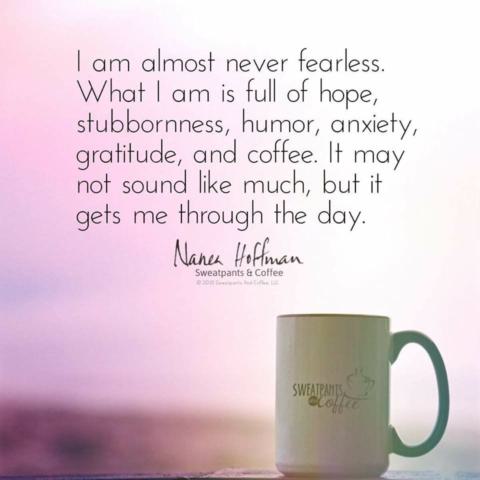 I am almost never fearless.
What I am is full of hope,
stubbornness, humor, anxiety,
gratitude, and coffee. It may
not sound like much, but it
gets me through the day.
Nanea Hoffman
Sweatpants & Coffee
© 2015 Sweatpants And Coffee, LLC
SWEATPANTS
and Coffee